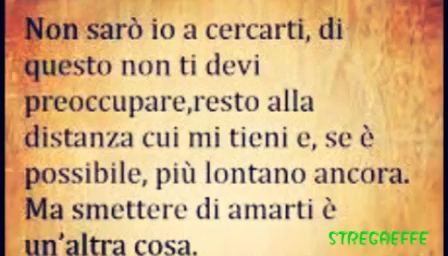 Non sarò io a cercarti, di
questo non ti devi
preoccupare,resto alla
distanza cui mi tieni e, se è
possibile, più lontano ancora.
Ma smettere di amarti è
un'altra cosa.
STREGAEFFE